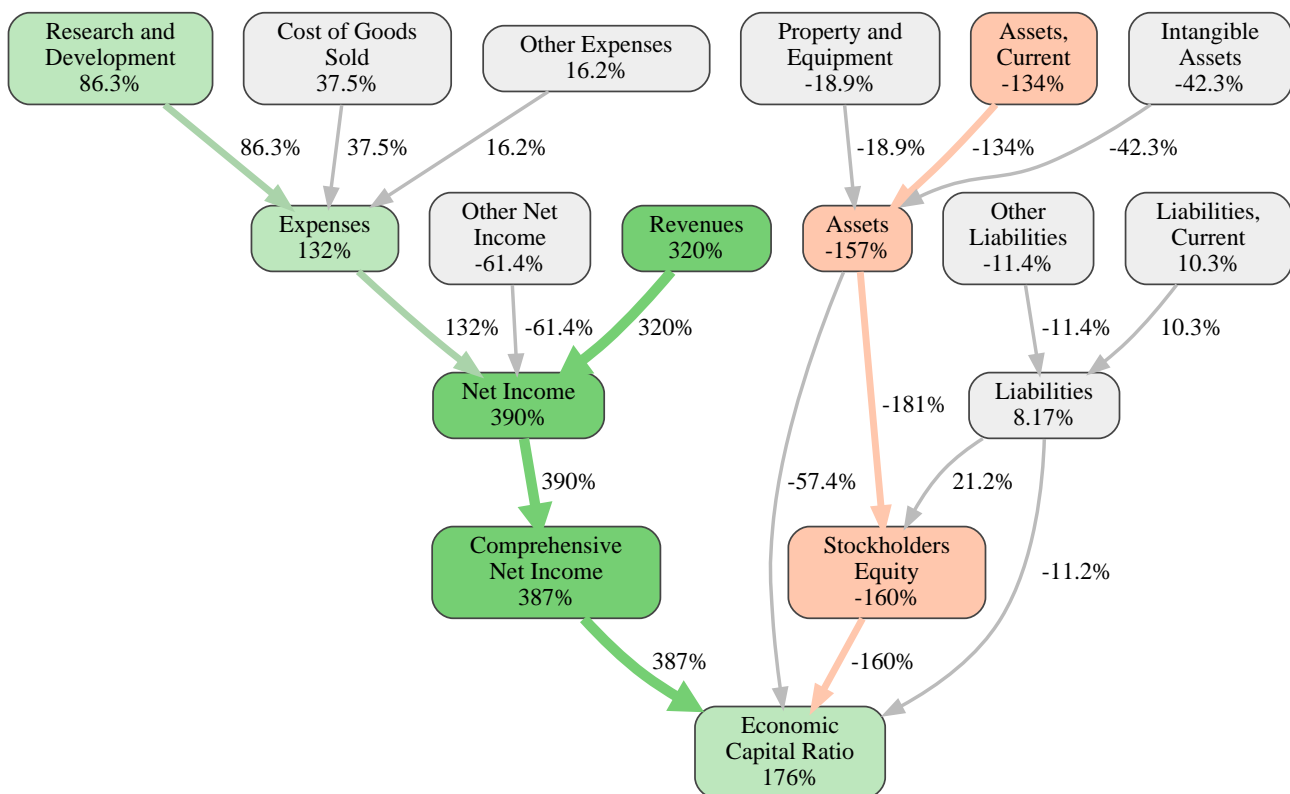 Research and
Development
86.3%
Cost of Goods
Sold
37.5%
Other Expenses
16.2%
Property and
Equipment
-18.9%
Assets,
Current
-134%
Intangible
Assets
-42.3%
86.3%
37.5%
16.2%
-18.9%
-134%
-42.3%
Expenses
132%
Other Net
Income
-61.4%
Revenues
320%
Assets
-157%
Other
Liabilities
-11.4%
Liabilities,
Current
10.3%
132%
-61.4%
320%
-11.4%
10.3%
Net Income
390%
-181%
Liabilities
8.17%
390%
-57.4%
21.2%
Comprehensive
Net Income
387%
Stockholders
Equity
-160%
-11.2%
387%
-160%
Economic
Capital Ratio
176%